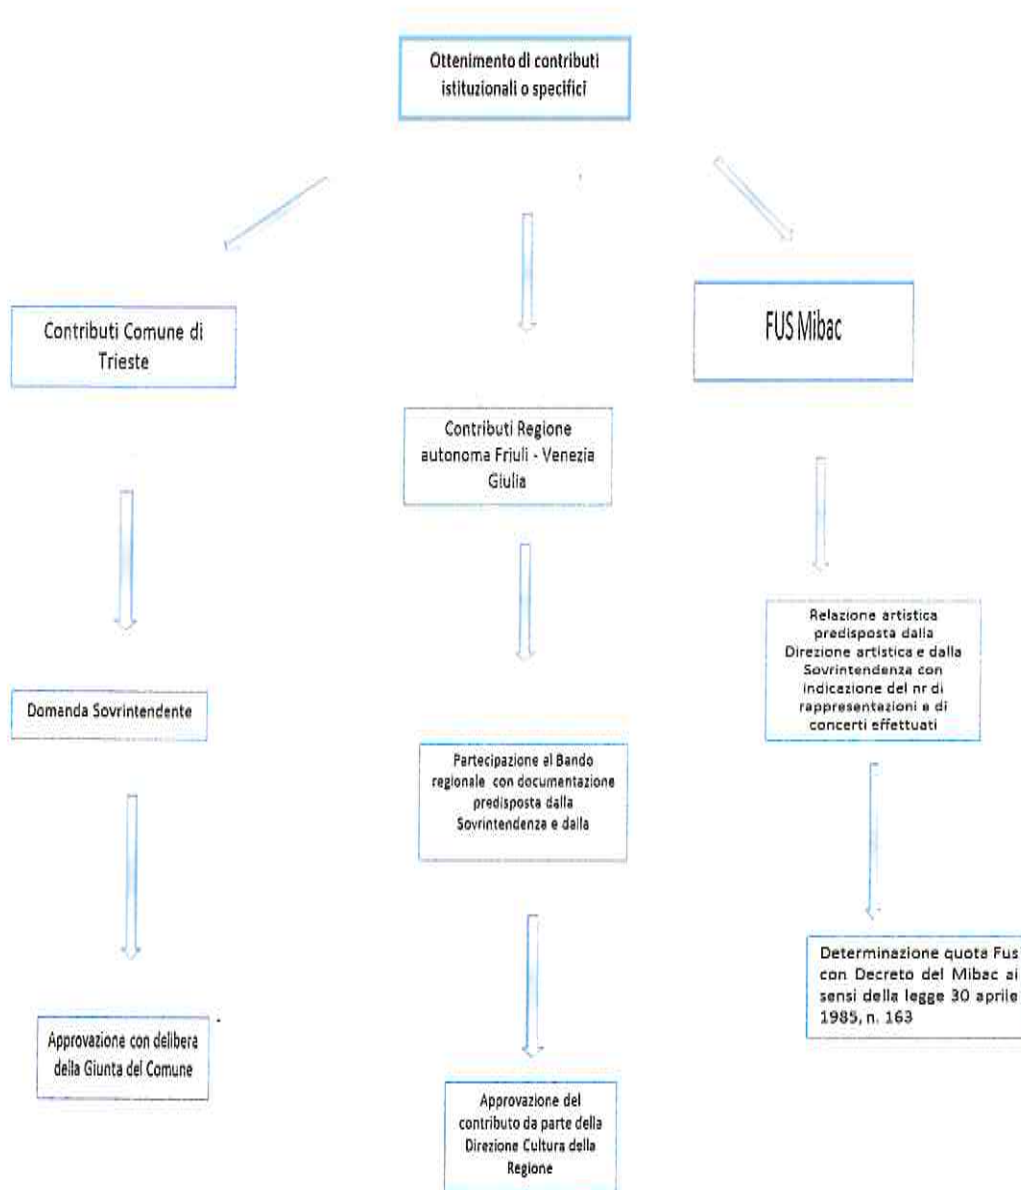 Ottenimento di contributi
istituzionali o specifici
Contributi Comune di
Trieste
Domanda Sovrintendente
Approvazione con delibera
della Giunta del Comune
Contributi Regione
autonoma Friuli - Venezia
Giulia
Partecipazione al Bando
regionale con documentazione
predisposta dalla
Sovrintendenza e dalla
Approvazione del
contributo da parte della
Direzione Cultura della
Regione
FUS Mibac
Relazione artistica
predisposta dalla
Direzione artistica e dalla
Sovrintendenza con
indicazione del nr di
rappresentazioni e di
concerti effettuati
Determinazione quota Fus
con Decreto del Mibac ai
sensi della legge 30 aprile
1985, n. 163